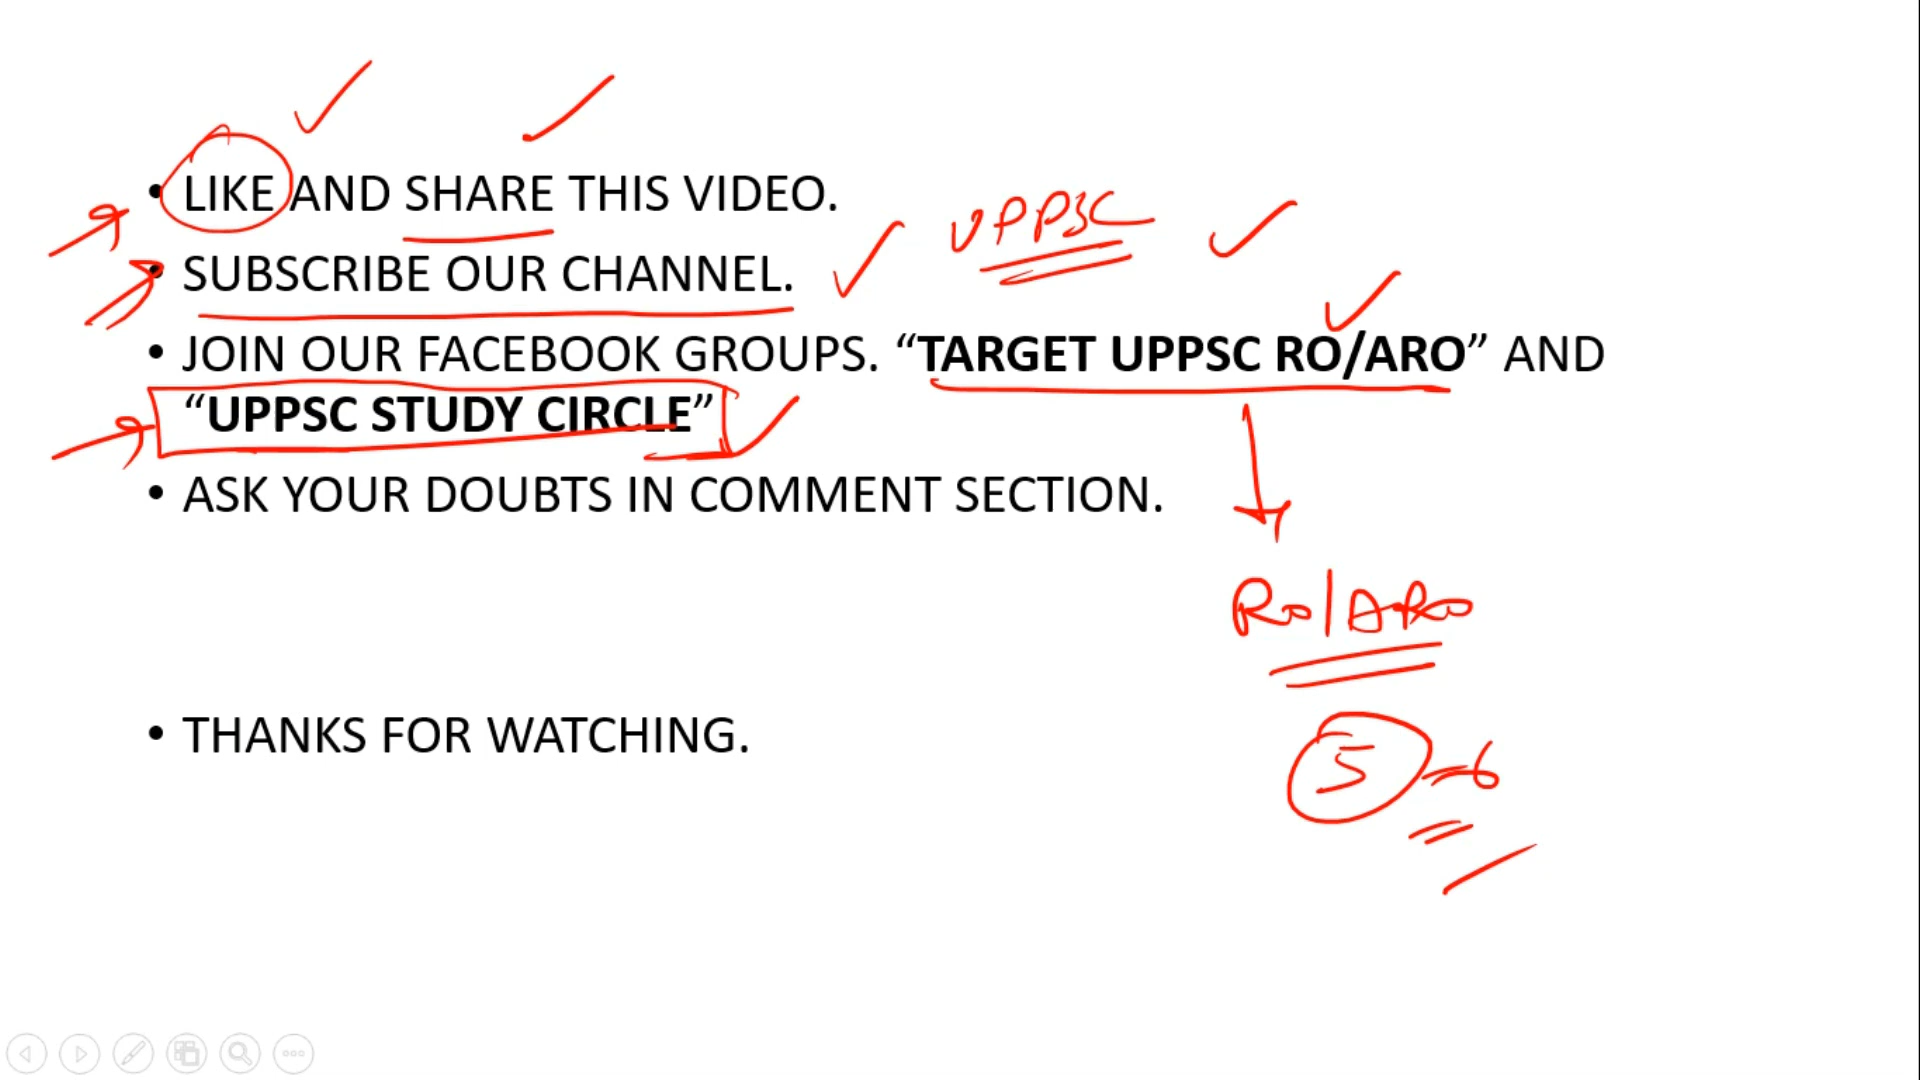 • LIKE AND SHARE THIS VIDEO.
UPPSC
• SUBSCRIBE OUR CHANNEL.
• JOIN OUR FACEBOOK GROUPS. “TARGET UPPSC RO/ARO” AND
“UPPSC STUDY CIRCLE”
• ASK YOUR DOUBTS IN COMMENT SECTION.
Ro/ARo
5-6
• THANKS FOR WATCHING.